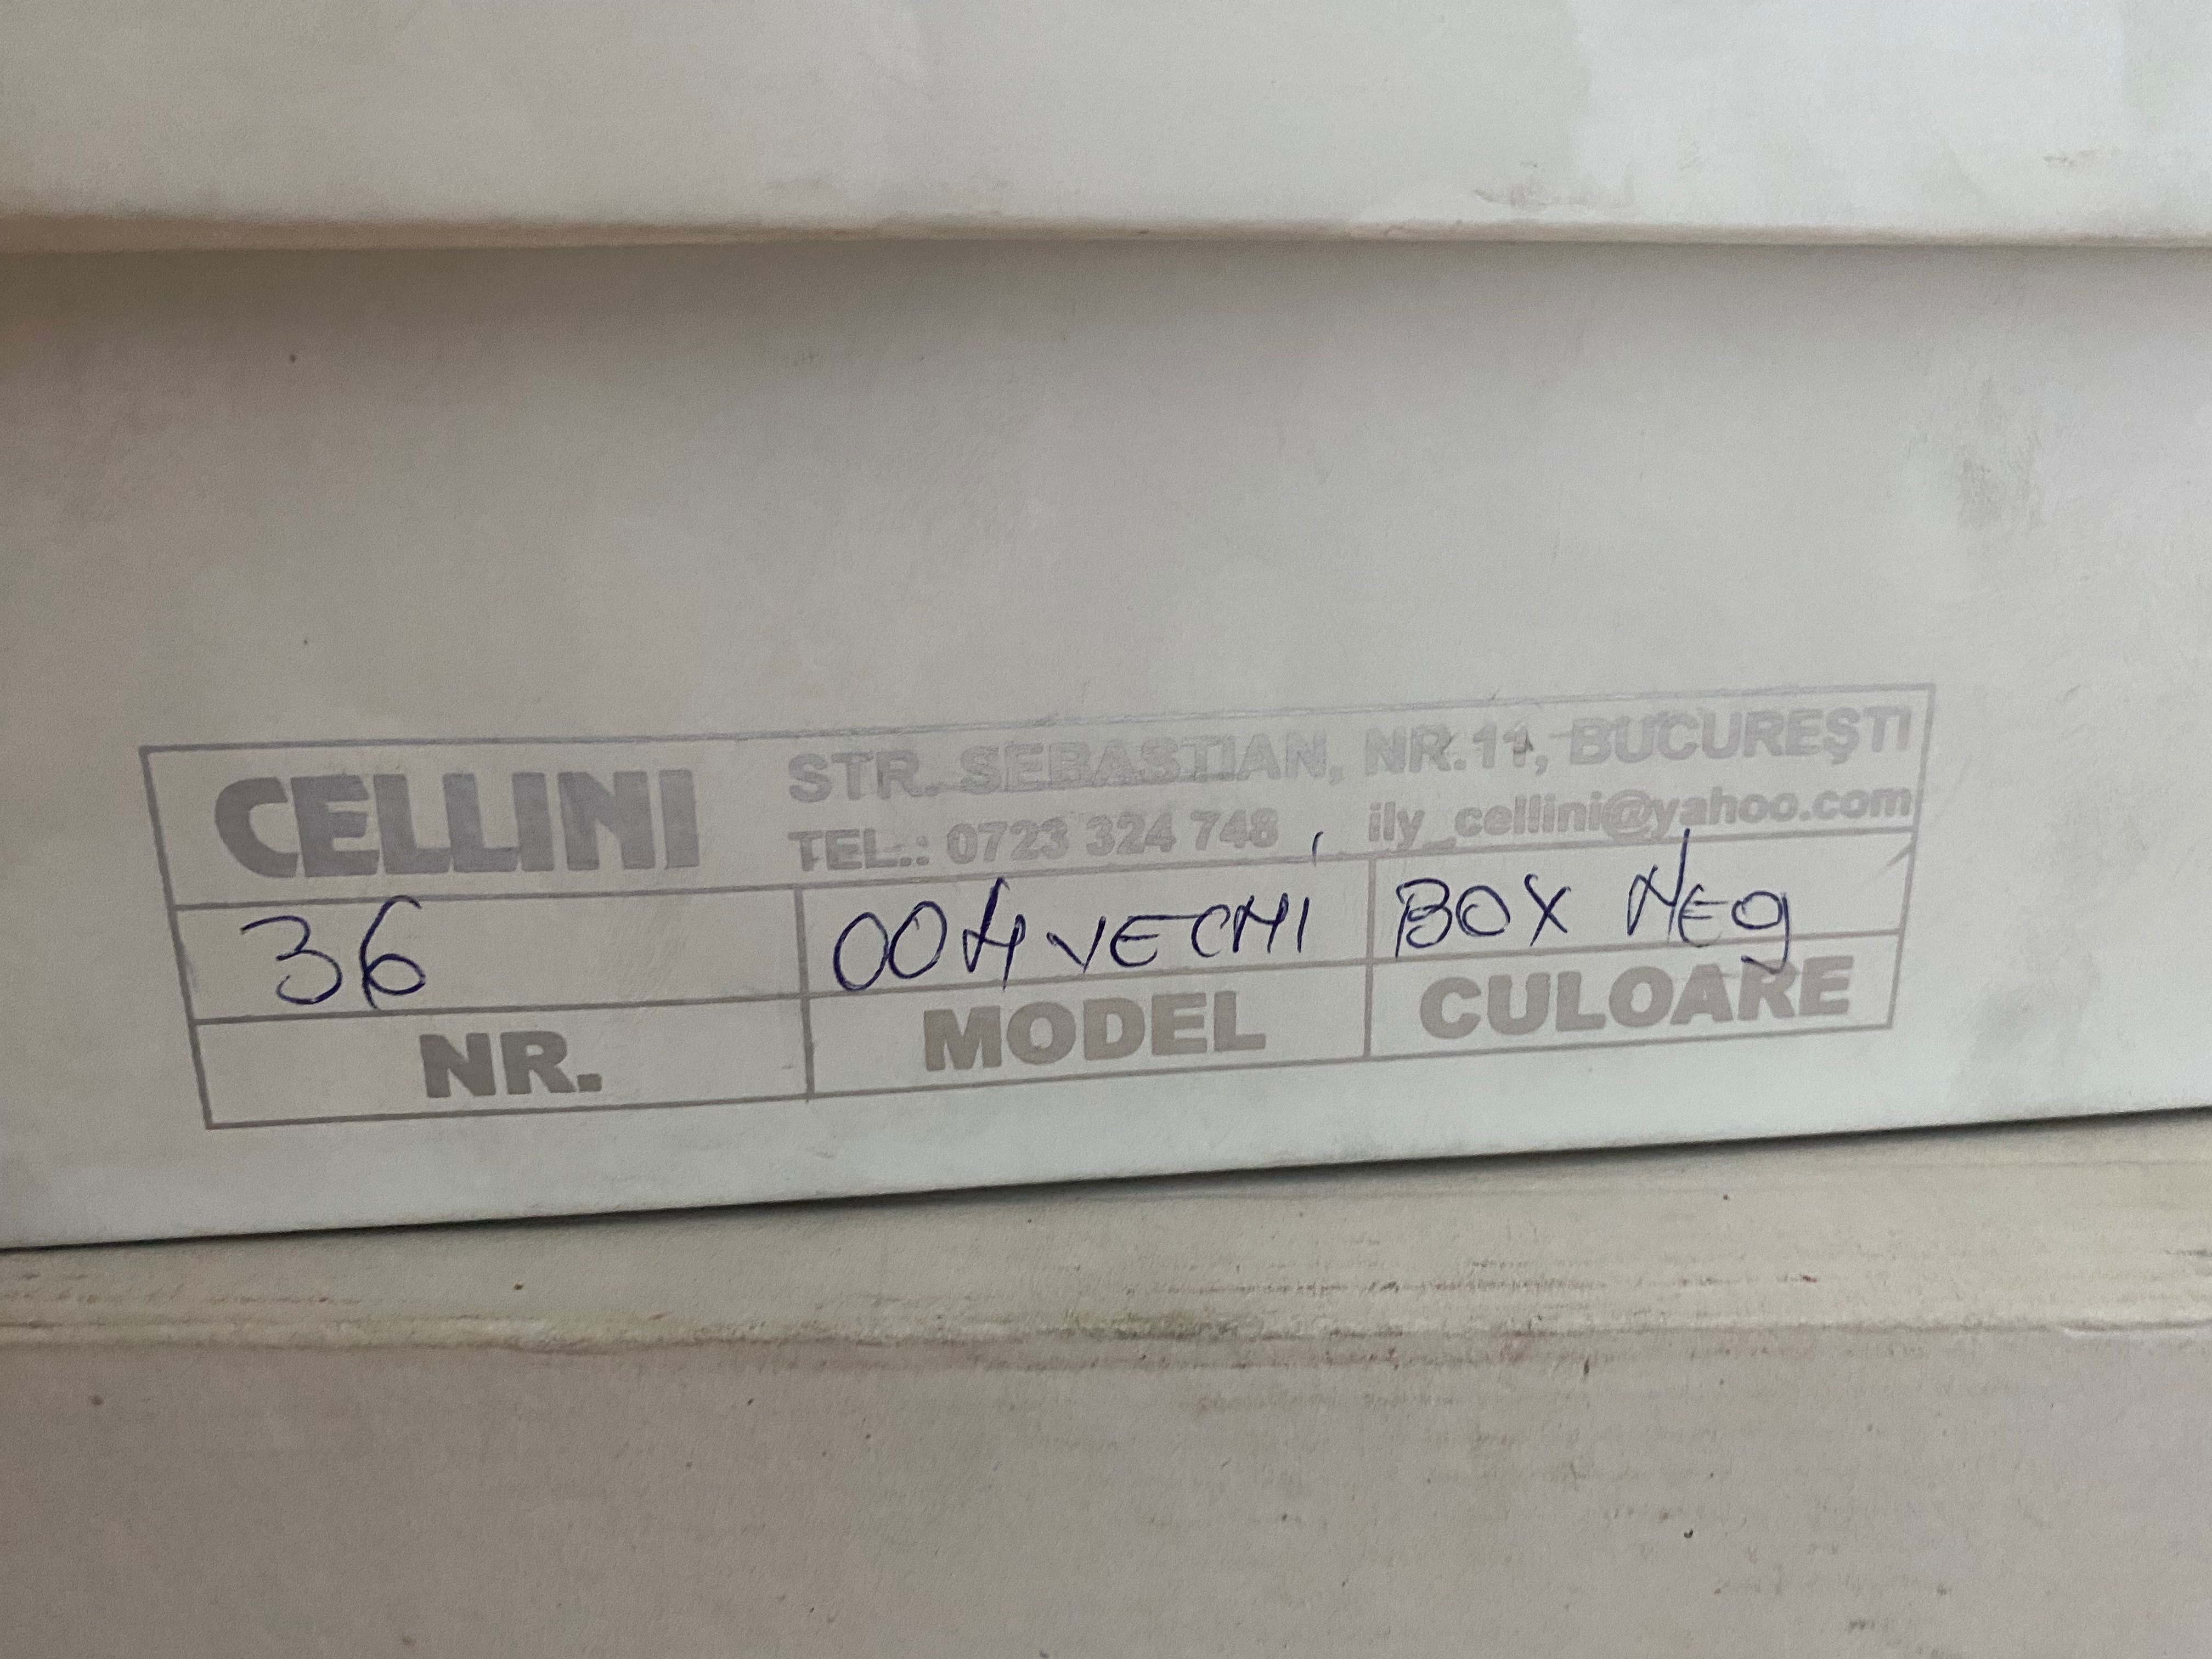 CELLINI
STR. SEBASTIAN, NR.11, BUCUREŞTI
TEL.: 0723 324 748 ily_cellini@yahoo.com
36 004 VECHI BOX NEg
NR. MODEL CULOARE